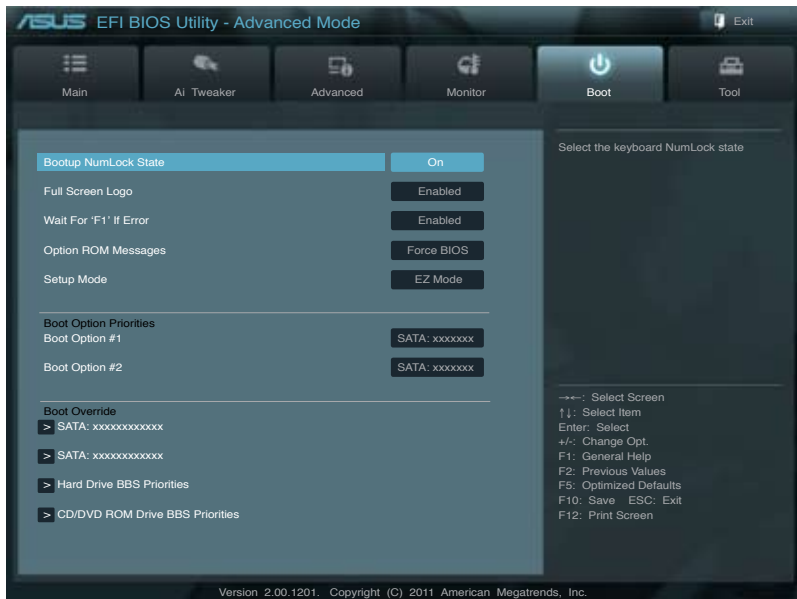 ASUS EFI BIOS Utility - Advanced Mode
Exit
Main
Ai Tweaker
Advanced
Monitor
Boot
Tool
Bootup NumLock State On
Full Screen Logo Enabled
Wait For ‘F1’ If Error Enabled
Option ROM Messages Force BIOS
Setup Mode EZ Mode
Boot Option Priorities
Boot Option #1 SATA: xxxxxxx
Boot Option #2 SATA: xxxxxxx
Boot Override
> SATA: xxxxxxxxxxxx
> SATA: xxxxxxxxxxxx
> Hard Drive BBS Priorities
> CD/DVD ROM Drive BBS Priorities
Select the keyboard NumLock state
→←: Select Screen
↑↓: Select Item
Enter: Select
+/-: Change Opt.
F1: General Help
F2: Previous Values
F5: Optimized Defaults
F10: Save ESC: Exit
F12: Print Screen
Version 2.00.1201. Copyright (C) 2011 American Megatrends, Inc.